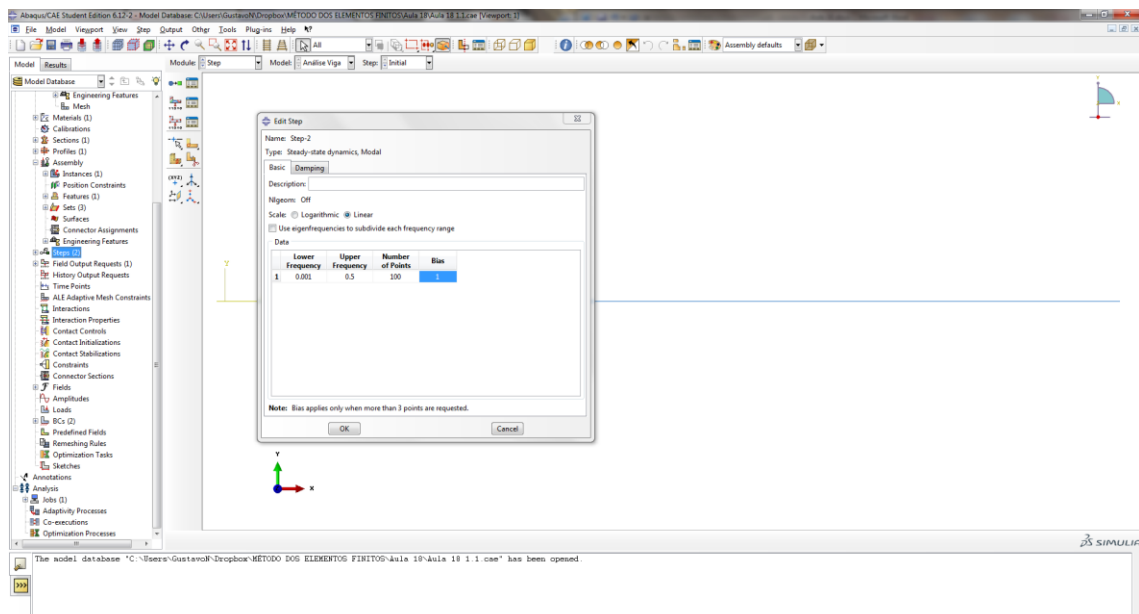 Abaqus/CAE Student Edition 6.12-2 - Model Database: C:\Users\GustavoN\Dropbox\MÉTODO DOS ELEMENTOS FINITOS\Aula 18\Aula 18 1.1.cae [Viewport: 1]
File Model Viewport View Step Output Other Tools Plug-ins Help
All Assembly defaults
Model Results Module: Step Model: Análise Viga Step: Initial
Model Database
Engineering Features
Mesh
Materials (1)
Calibrations
Sections (1)
Profiles (1)
Assembly
Instances (1)
Position Constraints
Features (1)
Sets (3)
Surfaces
Connector Assignments
Engineering Features
Steps (2)
Field Output Requests (1)
History Output Requests
Time Points
ALE Adaptive Mesh Constraints
Interactions
Interaction Properties
Contact Controls
Contact Initializations
Contact Stabilizations
Constraints
Connector Sections
Fields
Amplitudes
Loads
BCs (2)
Predefined Fields
Remeshing Rules
Optimization Tasks
Sketches
Annotations
Analysis
Jobs (1)
Adaptivity Processes
Co-executions
Optimization Processes
Edit Step
Name: Step-2
Type: Steady-state dynamics, Modal
Basic Damping
Description:
Nlgeom: Off
Scale: Logarithmic Linear
Use eigenfrequencies to subdivide each frequency range
Data
Lower Frequency Upper Frequency Number of Points Bias
1 0.001 0.5 100 1
Note: Bias applies only when more than 3 points are requested.
OK Cancel
Y
X
SIMULIA
The model database "C:\Users\GustavoN\Dropbox\MÉTODO DOS ELEMENTOS FINITOS\Aula 18\Aula 18 1.1.cae" has been opened.